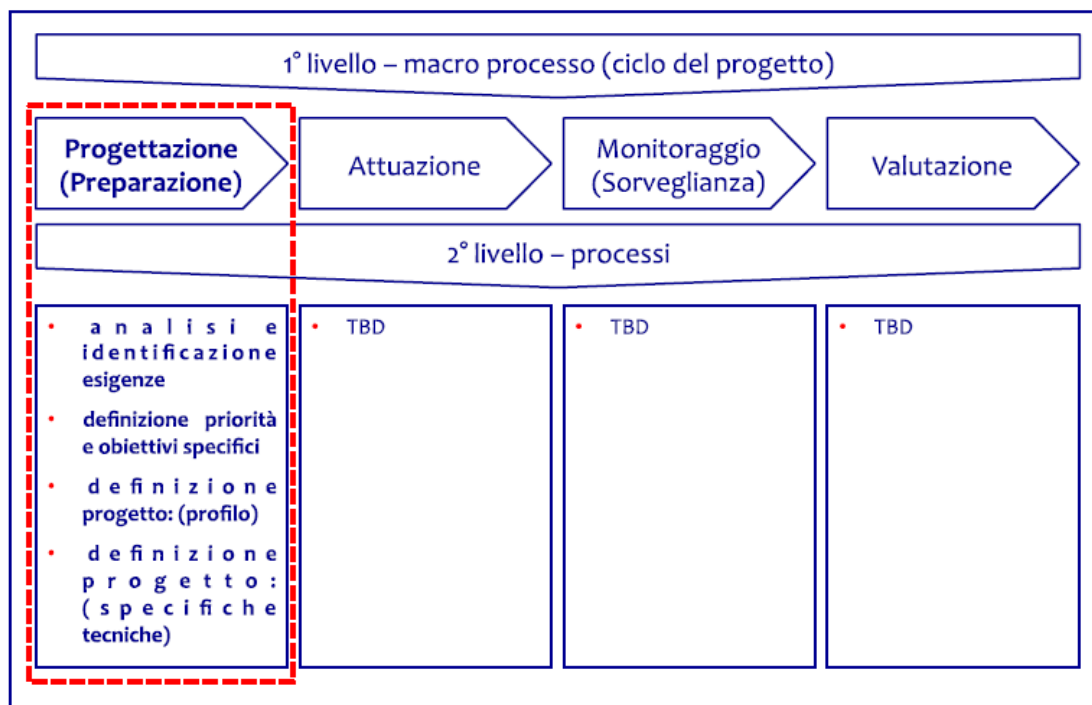 1° livello – macro processo (ciclo del progetto)
Progettazione
(Preparazione)
Attuazione
Monitoraggio
(Sorveglianza)
Valutazione
2° livello – processi
• analisi e
identificazione
esigenze
• definizione priorità
e obiettivi specifici
• definizione
progetto: (profilo)
• definizione
progetto:
(specifiche
tecniche)
• TBD
• TBD
• TBD